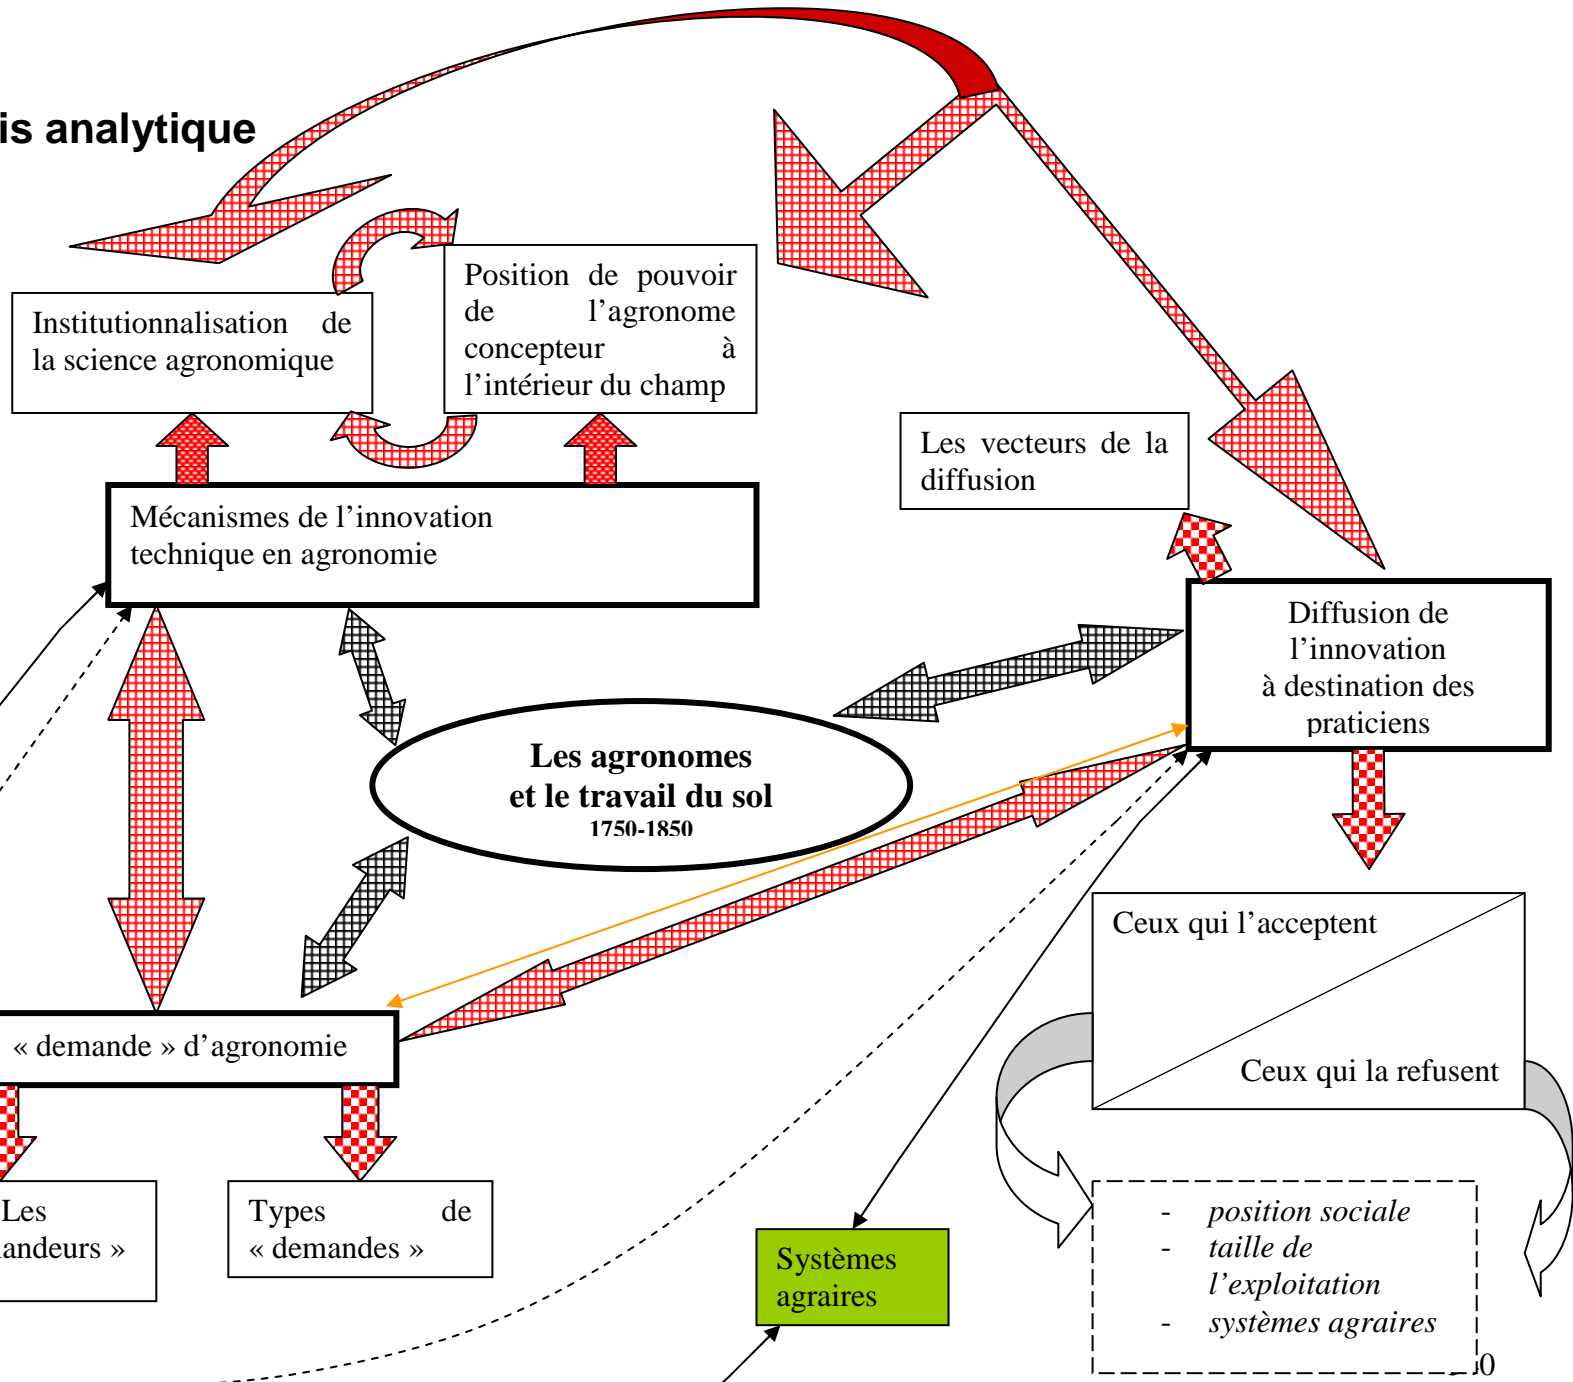 is analytique
Institutionnalisation de
la science agronomique
Position de pouvoir
de l’agronome
concepteur à
l’intérieur du champ
Les vecteurs de la
diffusion
Mécanismes de l’innovation
technique en agronomie
Diffusion de
l’innovation
à destination des
praticiens
Les agronomes
et le travail du sol
1750-1850
Ceux qui l’acceptent
Ceux qui la refusent
« demande » d’agronomie
Les
andeurs »
Types de
« demandes »
Systèmes
agraires
- position sociale
- taille de
l’exploitation
- systèmes agraires
0